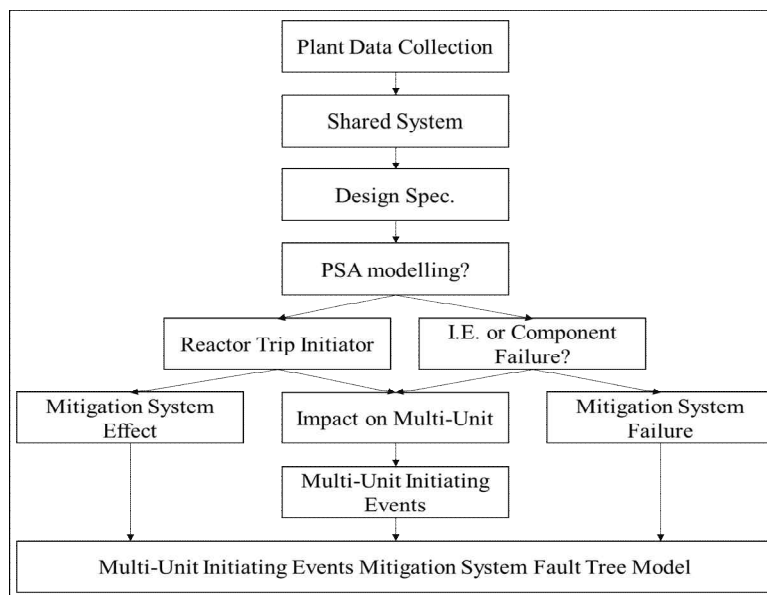 Plant Data Collection
Shared System
Design Spec.
PSA modelling?
Reactor Trip Initiator
I.E. or Component
Failure?
Mitigation System
Effect
Impact on Multi-Unit
Mitigation System
Failure
Multi-Unit Initiating
Events
Multi-Unit Initiating Events Mitigation System Fault Tree Model